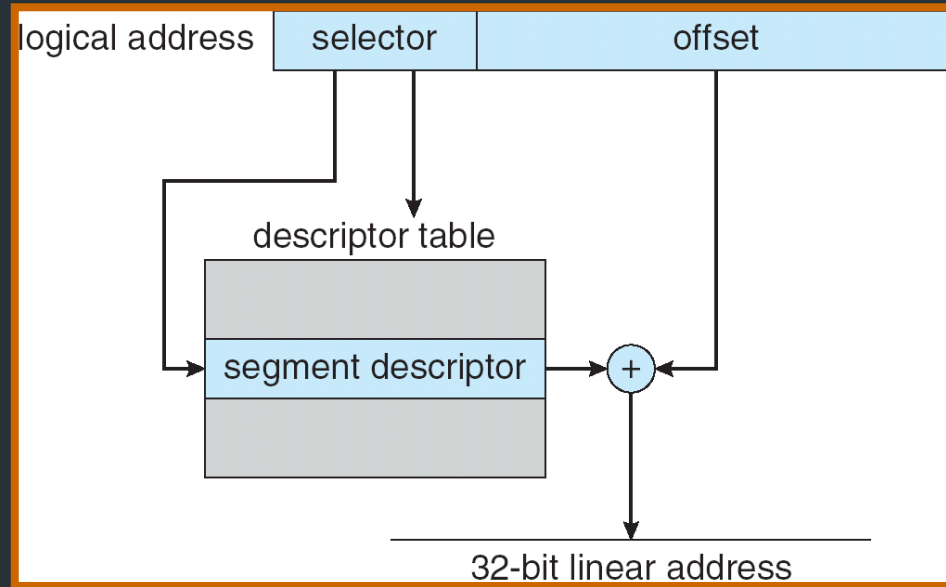 logical address selector offset
descriptor table
segment descriptor +
32-bit linear address